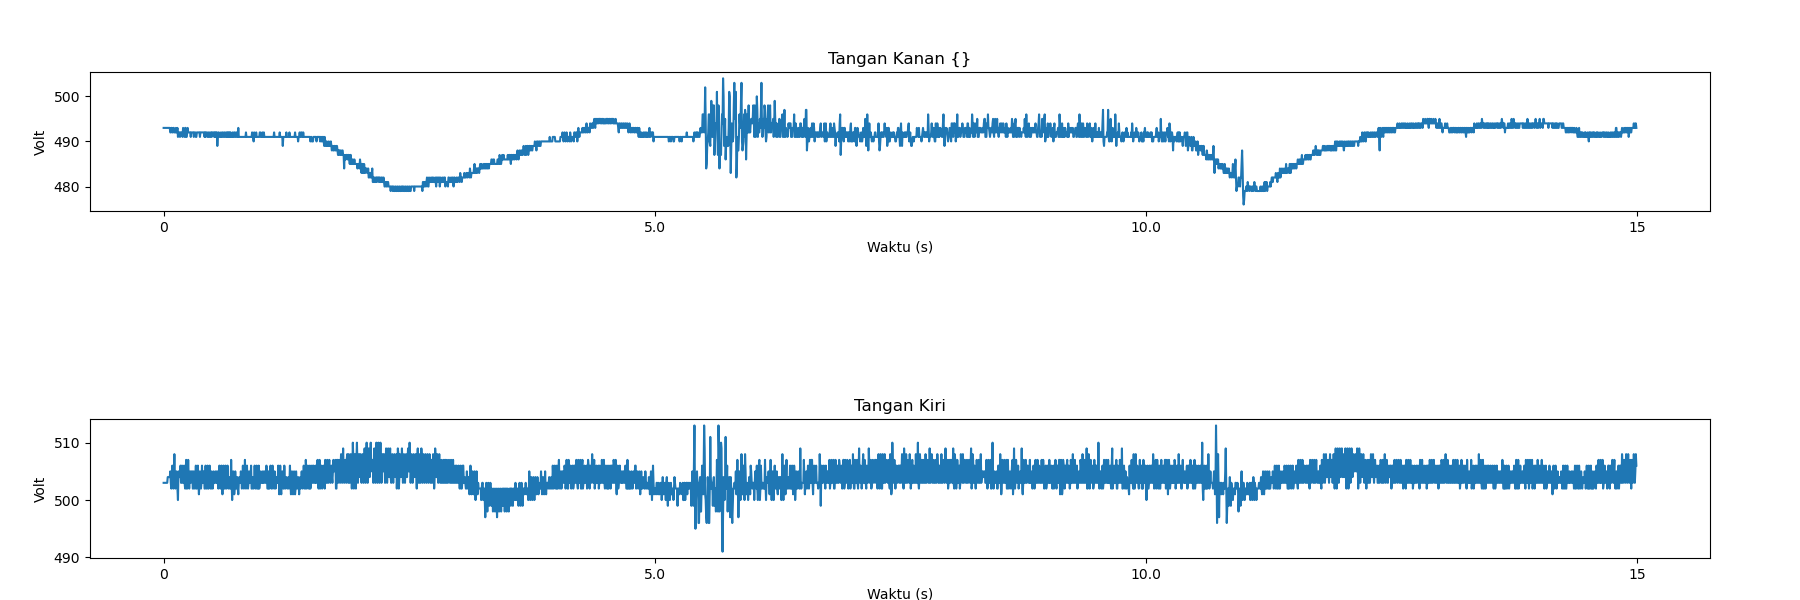 Tangan Kanan {}
Volt
500
490
480
0 5.0 10.0 15
Waktu (s)
Tangan Kiri
Volt
510
500
490
0 5.0 10.0 15
Waktu (s)